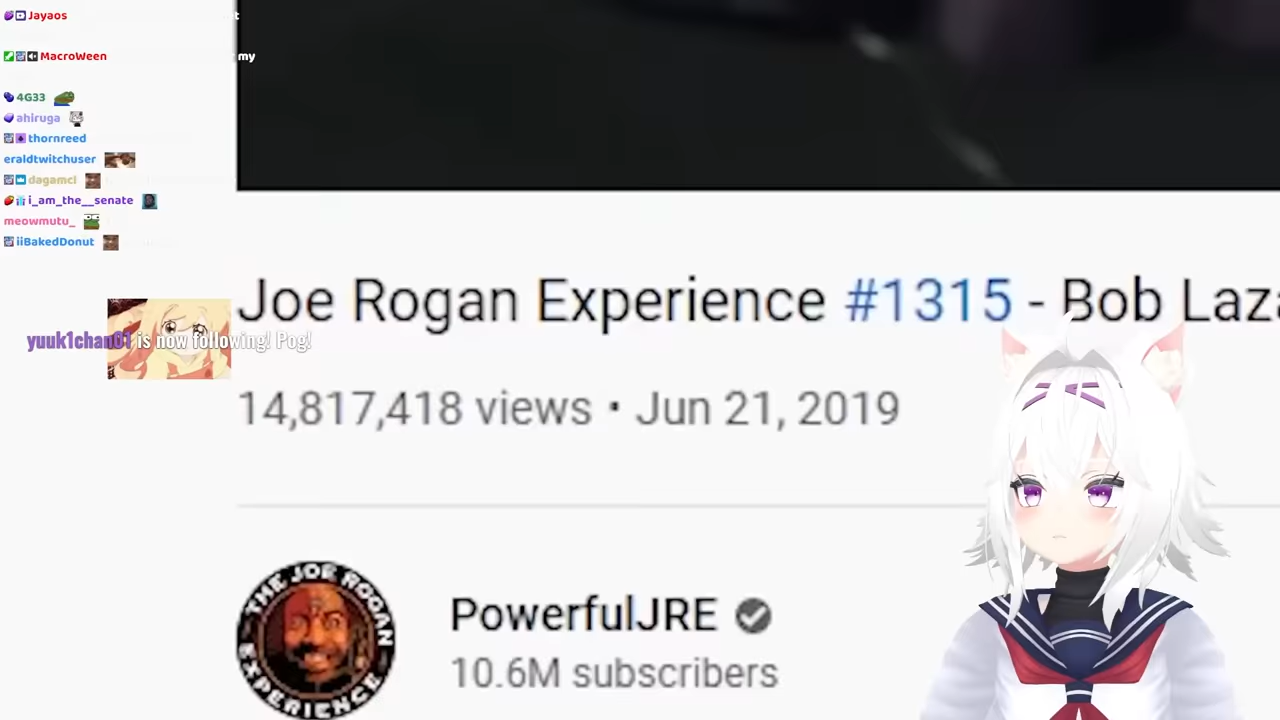 Jayaos
t
MacroWeen
my
4G33
ahiruga
thornreed
eraldtwitchuser
dagamcl
i_am_the__senate
meowmutu_
iiBakedDonut
yuuk1chan01 is now following! Pog!
Joe Rogan Experience #1315 - Bob Laza
14,817,418 views • Jun 21, 2019
THE JOE ROGAN EXPERIENCE
PowerfulJRE
10.6M subscribers